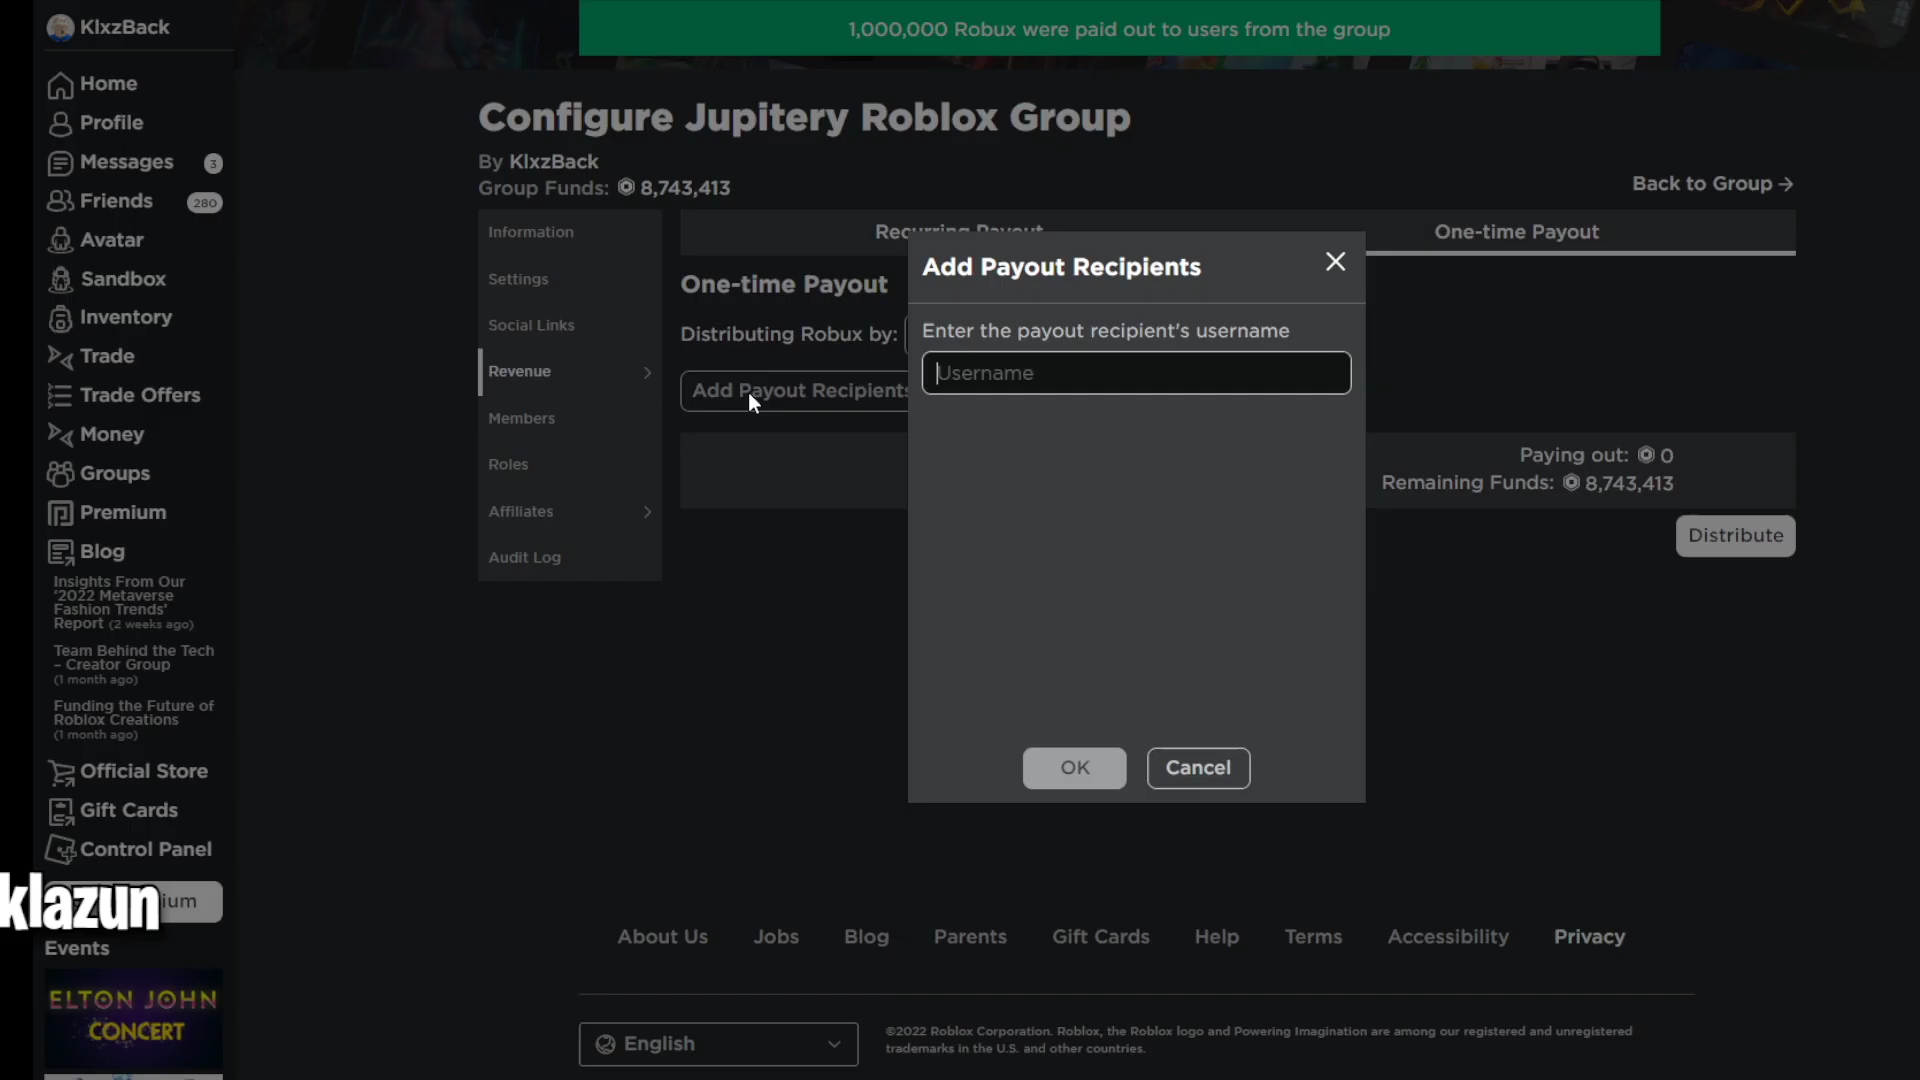 KlxzBack
1,000,000 Robux were paid out to users from the group
Home
Profile
Messages 3
Friends 280
Avatar
Sandbox
Inventory
Trade
Trade Offers
Money
Groups
Premium
Blog
Insights From Our
'2022 Metaverse
Fashion Trends'
Report (2 weeks ago)
Team Behind the Tech
– Creator Group
(1 month ago)
Funding the Future of
Roblox Creations
(1 month ago)
Official Store
Gift Cards
Control Panel
klazun
ium
Events
ELTON JOHN
CONCERT
Configure Jupitery Roblox Group
By KlxzBack
Group Funds: 8,743,413
Back to Group
Information
Settings
Social Links
Revenue
Members
Roles
Affiliates
Audit Log
Recurring Payout
One-time Payout
One-time Payout
Distributing Robux by:
Add Payout Recipients
Add Payout Recipients
Enter the payout recipient's username
Username
OK
Cancel
Paying out: 0
Remaining Funds: 8,743,413
Distribute
About Us Jobs Blog Parents Gift Cards Help Terms Accessibility Privacy
English
©2022 Roblox Corporation. Roblox, the Roblox logo and Powering Imagination are among our registered and unregistered
trademarks in the U.S. and other countries.